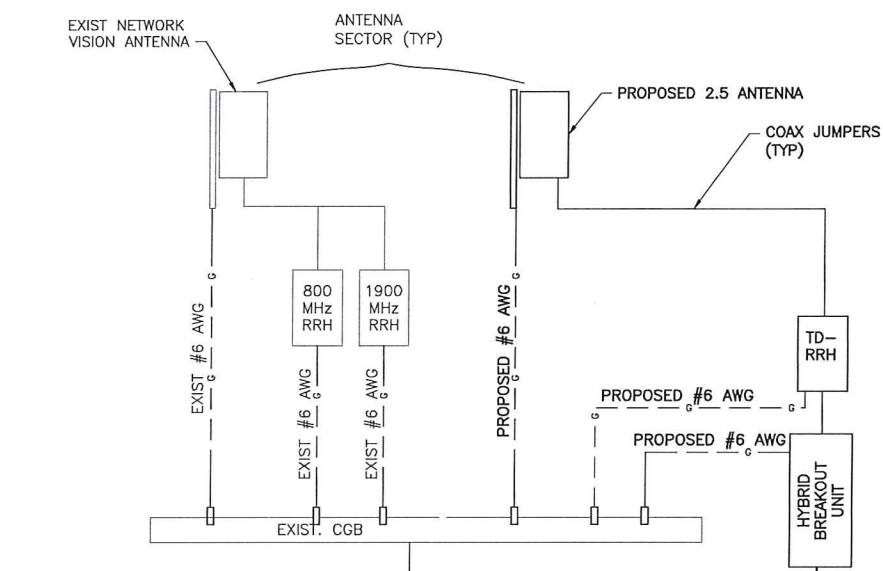 EXIST NETWORK
VISION ANTENNA
ANTENNA
SECTOR (TYP)
PROPOSED 2.5 ANTENNA
COAX JUMPERS
(TYP)
G
G
EXIST #6 AWG
800
MHz
RRH
1900
MHz
RRH
G
EXIST #6 AWG
G
EXIST #6 AWG
G
G
PROPOSED #6 AWG
TD-
RRH
PROPOSED #6 AWG
G
G
G
PROPOSED #6 AWG
G
HYBRID
BREAKOUT
UNIT
EXIST. CGB